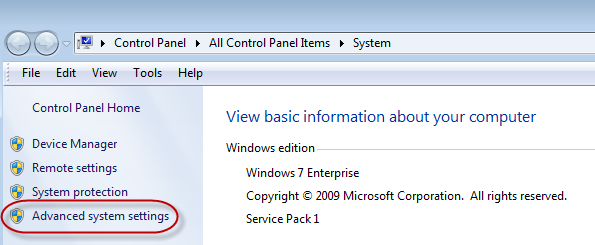 Control Panel ▸ All Control Panel Items ▸ System
File Edit View Tools Help
Control Panel Home
Device Manager
Remote settings
System protection
Advanced system settings
View basic information about your computer
Windows edition
Windows 7 Enterprise
Copyright © 2009 Microsoft Corporation. All rights reserved.
Service Pack 1